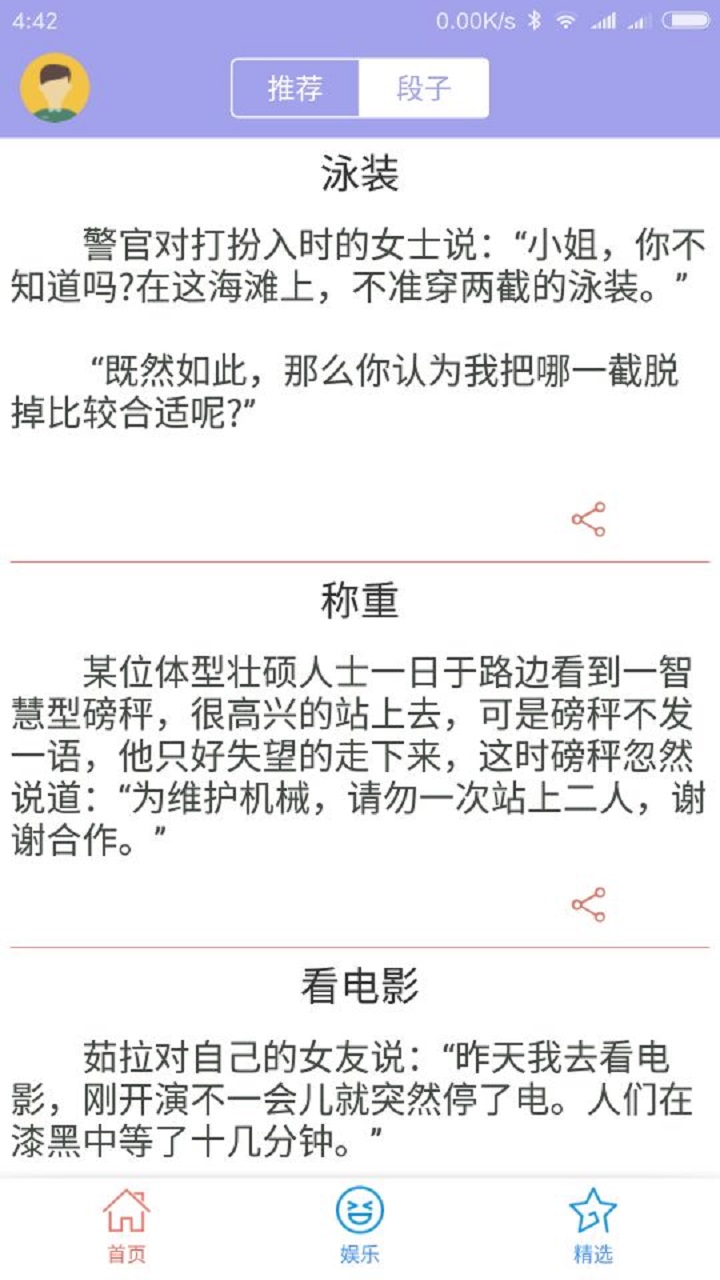 4:42 0.00K/s
推荐 段子
泳装
警官对打扮入时的女士说：“小姐，你不
知道吗?在这海滩上，不准穿两截的泳装。”
“既然如此，那么你认为我把哪一截脱
掉比较合适呢?”
称重
某位体型壮硕人士一日于路边看到一智
慧型磅秤，很高兴的站上去，可是磅秤不发
一语，他只好失望的走下来，这时磅秤忽然
说道：“为维护机械，请勿一次站上二人，谢
谢合作。”
看电影
茹拉对自己的女友说：“昨天我去看电
影，刚开演不一会儿就突然停了电。人们在
漆黑中等了十几分钟。”
首页 娱乐 精选